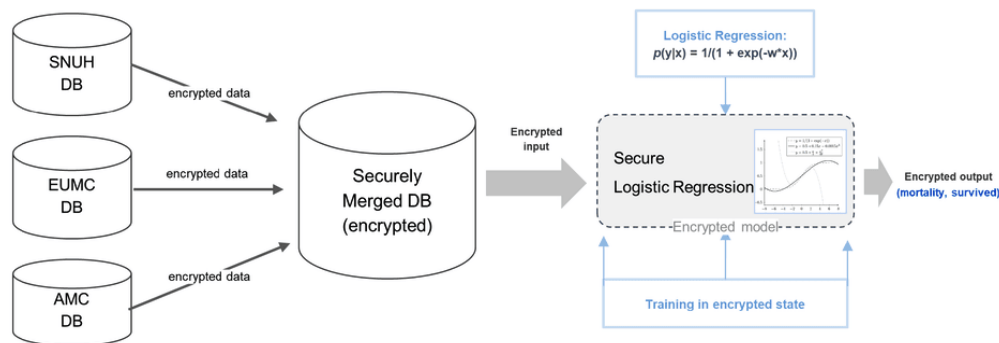 SNUH
DB
encrypted data
EUMC
DB
encrypted data
AMC
DB
encrypted data
Securely
Merged DB
(encrypted)
Encrypted
input
Logistic Regression:
p(y|x) = 1/(1 + exp(-w*x))
Secure
Logistic Regression
Encrypted model
Training in encrypted state
Encrypted output
(mortality, survived)